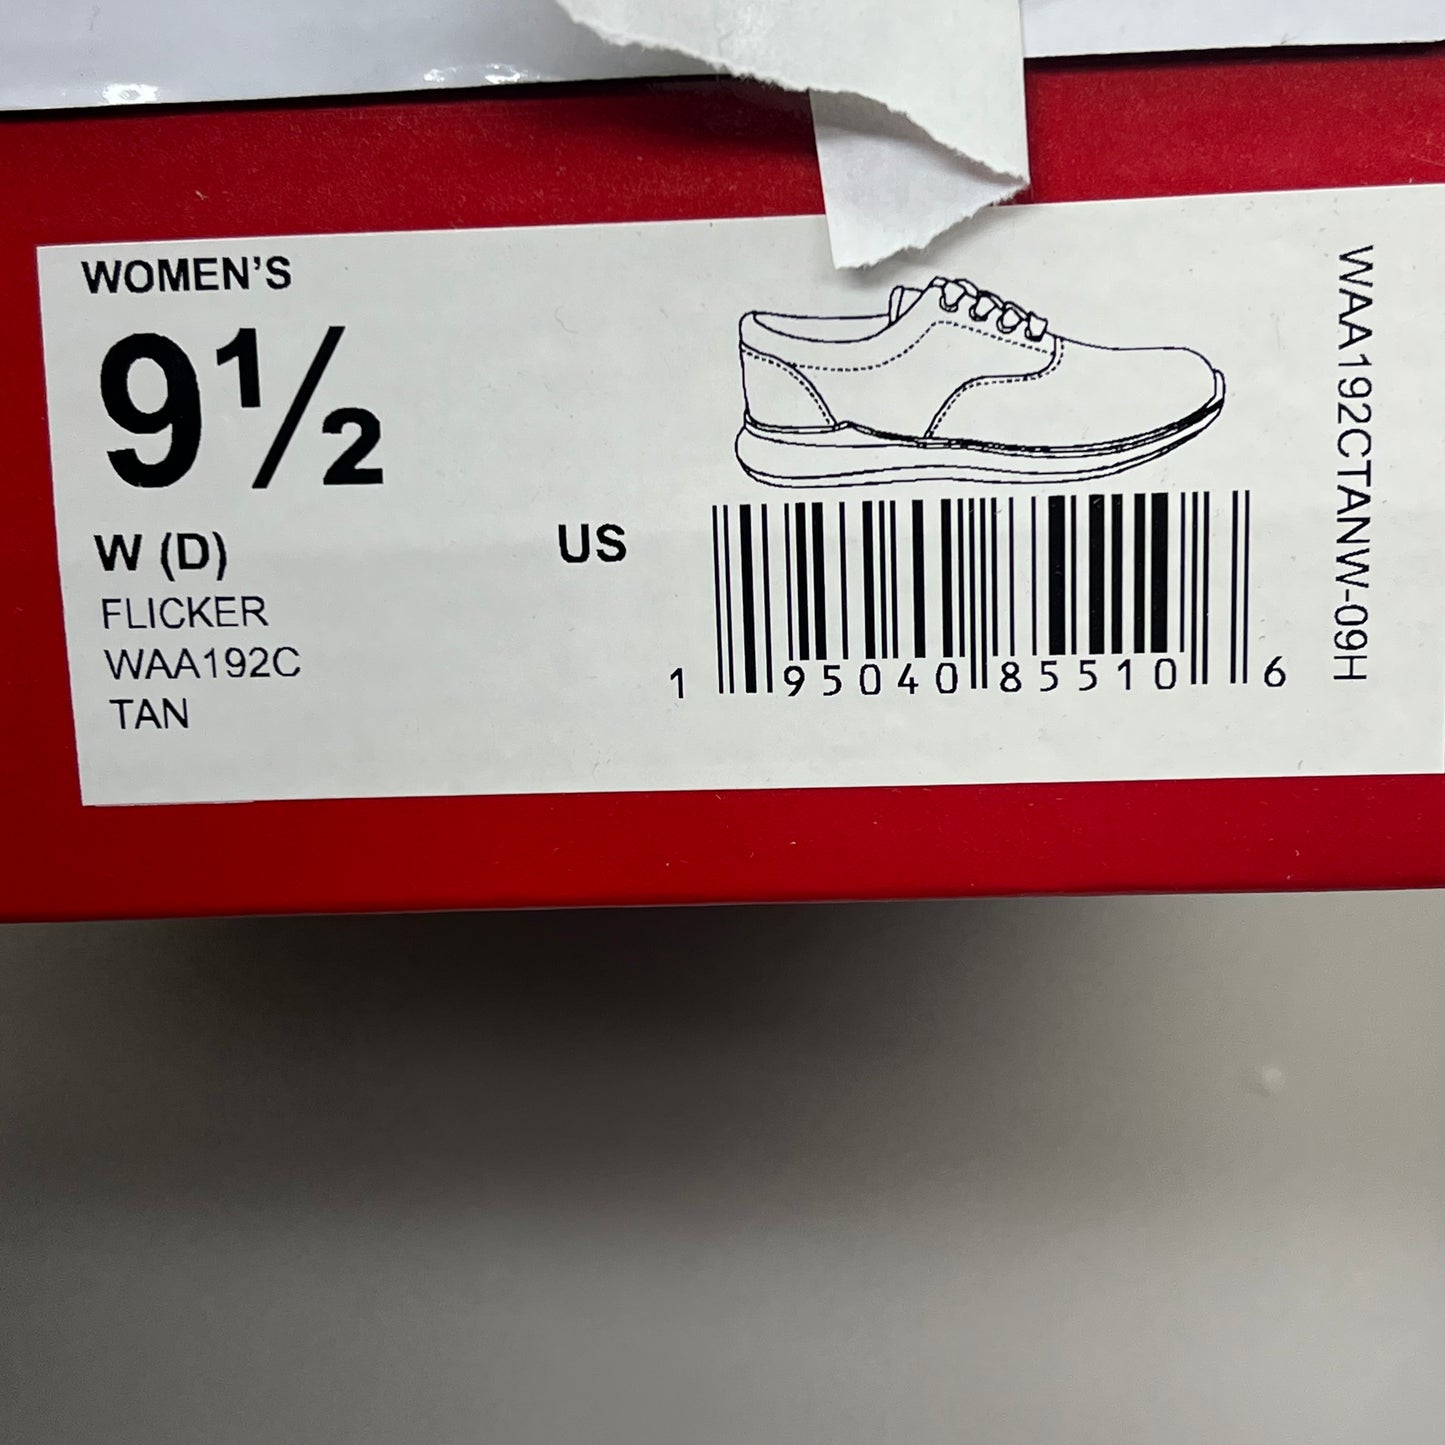 WOMEN'S
9½
W (D)
US
FLICKER
WAA192C
TAN
1 95040 85510 6
WAA192CTANW-09H